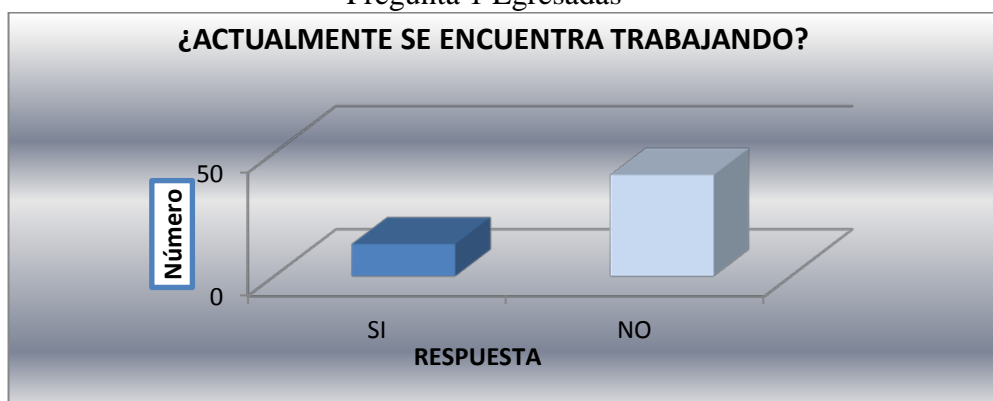 Pregunta 1 Egresadas
¿ACTUALMENTE SE ENCUENTRA TRABAJANDO?
50
Número
0
SI
NO
RESPUESTA